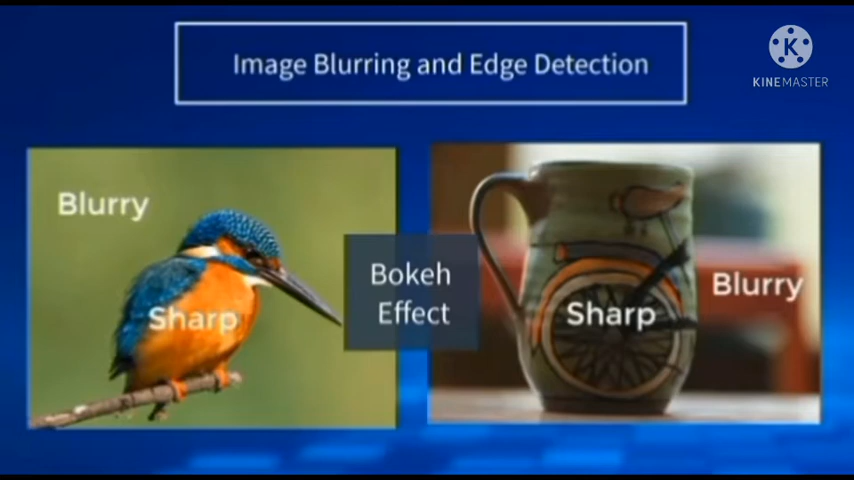 Image Blurring and Edge Detection
K
KINEMASTER
Blurry
Sharp
Bokeh
Effect
Sharp
Blurry